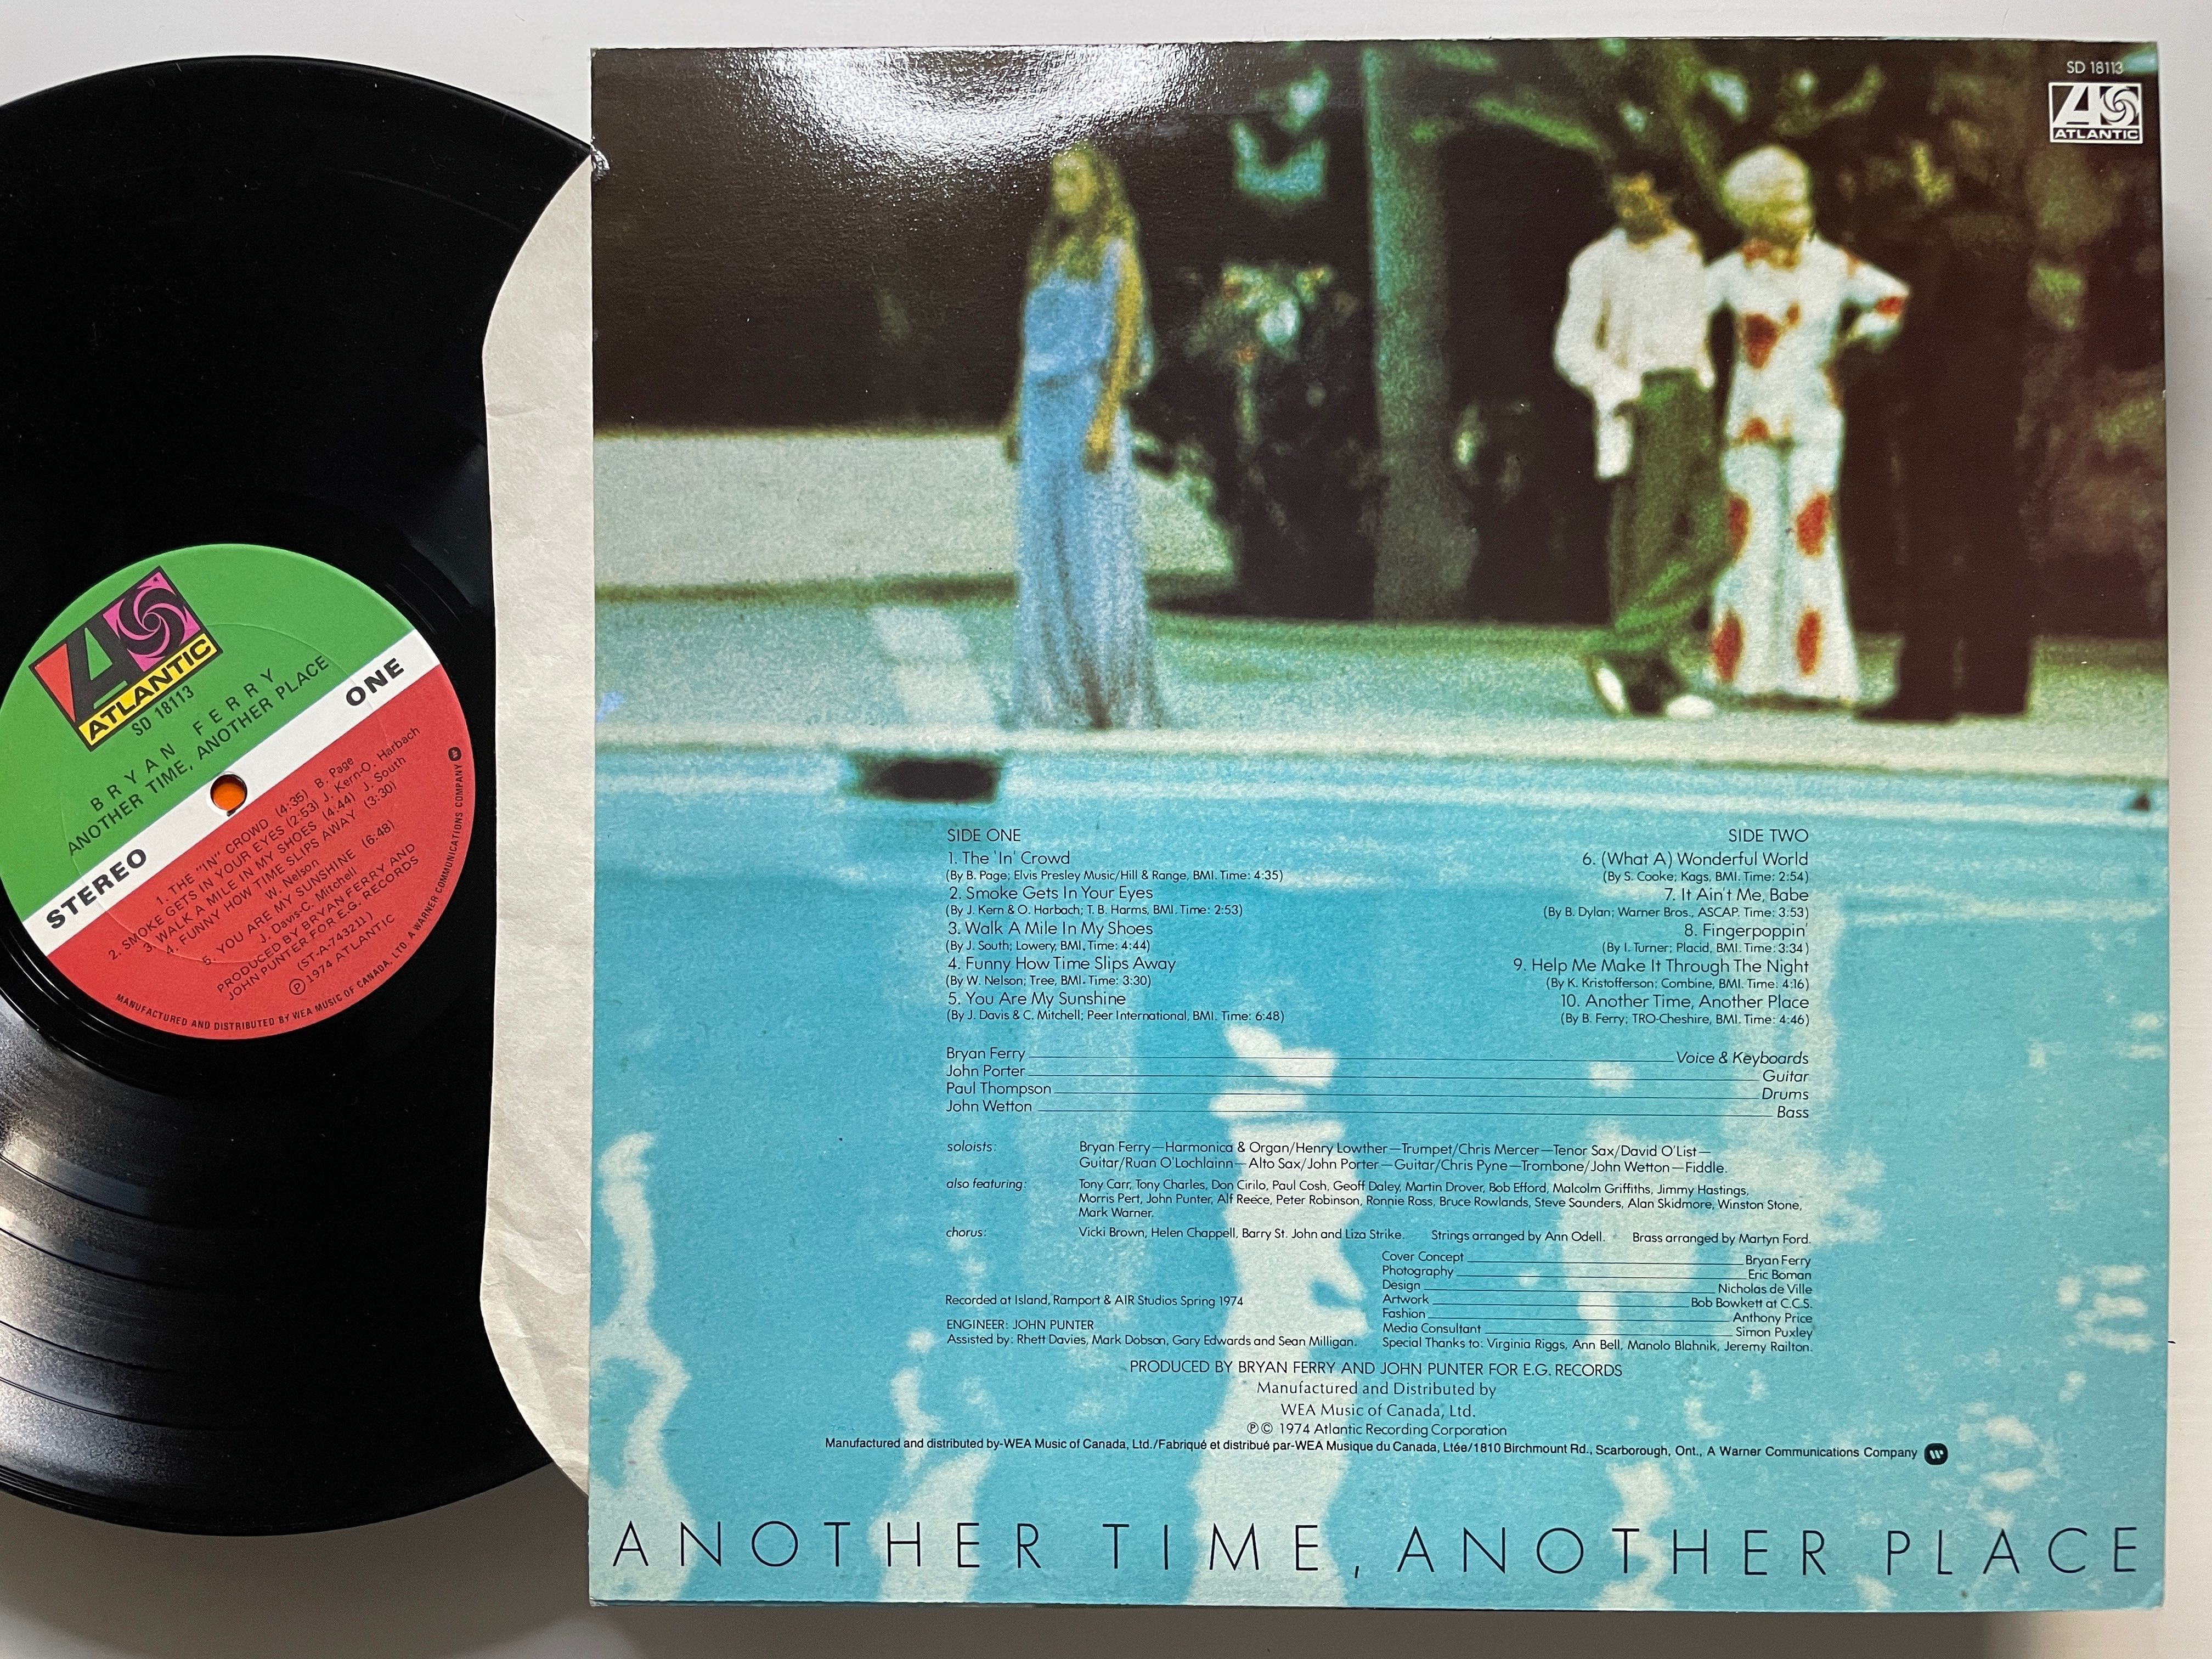 ATLANTIC
SD 18113
BRYAN FERRY
ANOTHER TIME, ANOTHER PLACE
STEREO
ONE
1. THE "IN" CROWD (4:35) B. Page
2. SMOKE GETS IN YOUR EYES (2:53) J. Kern-O. Harbach
3. WALK A MILE IN MY SHOES (4:44) J. South
4. FUNNY HOW TIME SLIPS AWAY (3:30)
W. Nelson
5. YOU ARE MY SUNSHINE (6:48)
J. Davis-C. Mitchell
PRODUCED BY BRYAN FERRY AND
JOHN PUNTER FOR E.G. RECORDS
(ST-A-743211)
Ⓟ 1974 ATLANTIC
MANUFACTURED AND DISTRIBUTED BY WEA MUSIC OF CANADA, LTD. A WARNER COMMUNICATIONS COMPANY
SD 18113
ATLANTIC
SIDE ONE
1. The 'In' Crowd
(By B. Page; Elvis Presley Music/Hill & Range, BMI. Time: 4:35)
2. Smoke Gets In Your Eyes
(By J. Kern & O. Harbach; T. B. Harms, BMI. Time: 2:53)
3. Walk A Mile In My Shoes
(By J. South; Lowery, BMI. Time: 4:44)
4. Funny How Time Slips Away
(By W. Nelson; Tree, BMI. Time: 3:30)
5. You Are My Sunshine
(By J. Davis & C. Mitchell; Peer International, BMI. Time: 6:48)
SIDE TWO
6. (What A) Wonderful World
(By S. Cooke; Kags, BMI. Time: 2:54)
7. It Ain't Me, Babe
(By B. Dylan; Warner Bros., ASCAP. Time: 3:53)
8. Fingerpoppin'
(By I. Turner; Placid, BMI. Time: 3:34)
9. Help Me Make It Through The Night
(By K. Kristofferson; Combine, BMI. Time: 4:16)
10. Another Time, Another Place
(By B. Ferry; TRO-Cheshire, BMI. Time: 4:46)
Bryan Ferry Voice & Keyboards
John Porter Guitar
Paul Thompson Drums
John Wetton Bass
soloists: Bryan Ferry—Harmonica & Organ/Henry Lowther—Trumpet/Chris Mercer—Tenor Sax/David O'List—
Guitar/Ruan O'Lochlainn—Alto Sax/John Porter—Guitar/Chris Pyne—Trombone/John Wetton—Fiddle.
also featuring: Tony Carr, Tony Charles, Don Cirilo, Paul Cosh, Geoff Daley, Martin Drover, Bob Efford, Malcolm Griffiths, Jimmy Hastings,
Morris Pert, John Punter, Alf Reece, Peter Robinson, Ronnie Ross, Bruce Rowlands, Steve Saunders, Alan Skidmore, Winston Stone,
Mark Warner.
chorus: Vicki Brown, Helen Chappell, Barry St. John and Liza Strike. Strings arranged by Ann Odell. Brass arranged by Martyn Ford.
Cover Concept Bryan Ferry
Photography Eric Boman
Design Nicholas de Ville
Artwork Bob Bowkett at C.C.S.
Fashion Anthony Price
Media Consultant Simon Puxley
Special Thanks to: Virginia Riggs, Ann Bell, Manolo Blahnik, Jeremy Railton.
Recorded at Island, Ramport & AIR Studios Spring 1974
ENGINEER: JOHN PUNTER
Assisted by: Rhett Davies, Mark Dobson, Gary Edwards and Sean Milligan.
PRODUCED BY BRYAN FERRY AND JOHN PUNTER FOR E.G. RECORDS
Manufactured and Distributed by
WEA Music of Canada, Ltd.
Ⓟ© 1974 Atlantic Recording Corporation
Manufactured and distributed by-WEA Music of Canada, Ltd./Fabriqué et distribué par-WEA Musique du Canada, Ltée/1810 Birchmount Rd., Scarborough, Ont., A Warner Communications Company
ANOTHER TIME, ANOTHER PLACE